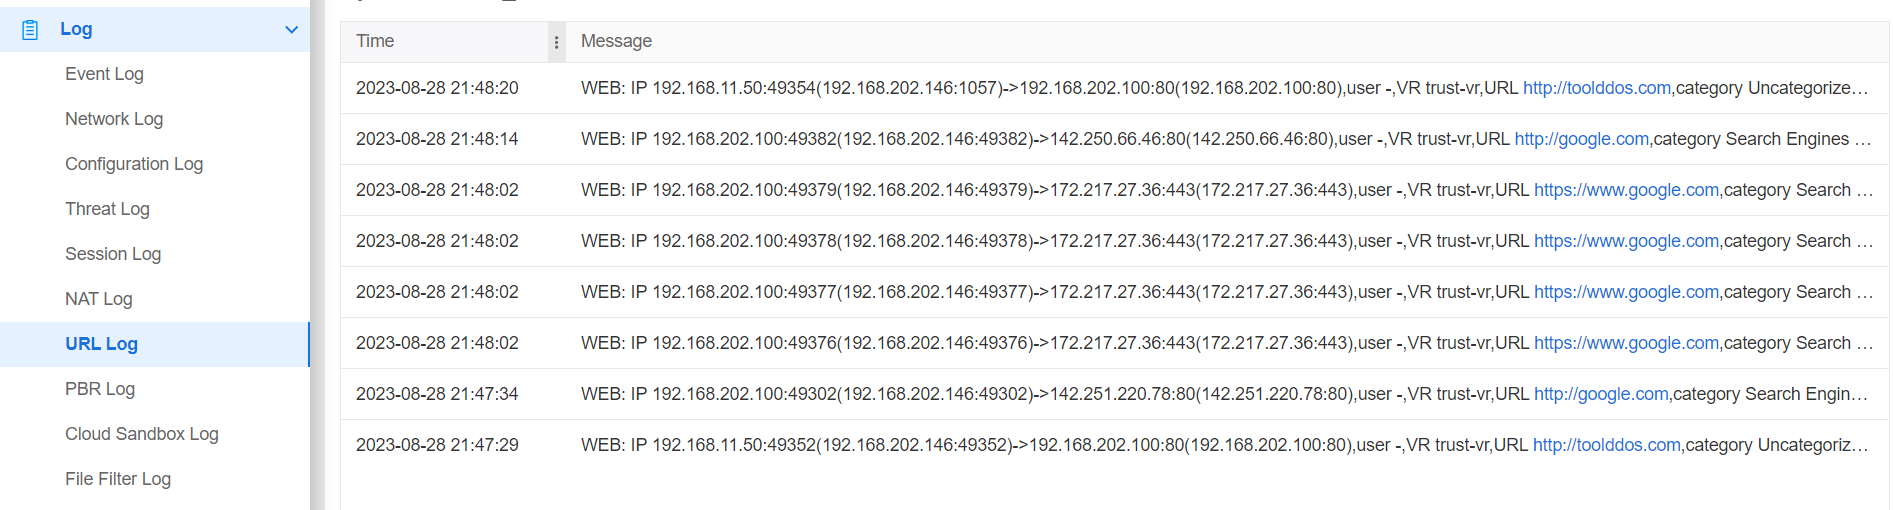 Log
Event Log
Network Log
Configuration Log
Threat Log
Session Log
NAT Log
URL Log
PBR Log
Cloud Sandbox Log
File Filter Log
Time Message
2023-08-28 21:48:20 WEB: IP 192.168.11.50:49354(192.168.202.146:1057)->192.168.202.100:80(192.168.202.100:80),user -,VR trust-vr,URL http://toolddos.com,category Uncategorize…
2023-08-28 21:48:14 WEB: IP 192.168.202.100:49382(192.168.202.146:49382)->142.250.66.46:80(142.250.66.46:80),user -,VR trust-vr,URL http://google.com,category Search Engines …
2023-08-28 21:48:02 WEB: IP 192.168.202.100:49379(192.168.202.146:49379)->172.217.27.36:443(172.217.27.36:443),user -,VR trust-vr,URL https://www.google.com,category Search …
2023-08-28 21:48:02 WEB: IP 192.168.202.100:49378(192.168.202.146:49378)->172.217.27.36:443(172.217.27.36:443),user -,VR trust-vr,URL https://www.google.com,category Search …
2023-08-28 21:48:02 WEB: IP 192.168.202.100:49377(192.168.202.146:49377)->172.217.27.36:443(172.217.27.36:443),user -,VR trust-vr,URL https://www.google.com,category Search …
2023-08-28 21:48:02 WEB: IP 192.168.202.100:49376(192.168.202.146:49376)->172.217.27.36:443(172.217.27.36:443),user -,VR trust-vr,URL https://www.google.com,category Search …
2023-08-28 21:47:34 WEB: IP 192.168.202.100:49302(192.168.202.146:49302)->142.251.220.78:80(142.251.220.78:80),user -,VR trust-vr,URL http://google.com,category Search Engin…
2023-08-28 21:47:29 WEB: IP 192.168.11.50:49352(192.168.202.146:49352)->192.168.202.100:80(192.168.202.100:80),user -,VR trust-vr,URL http://toolddos.com,category Uncategoriz…